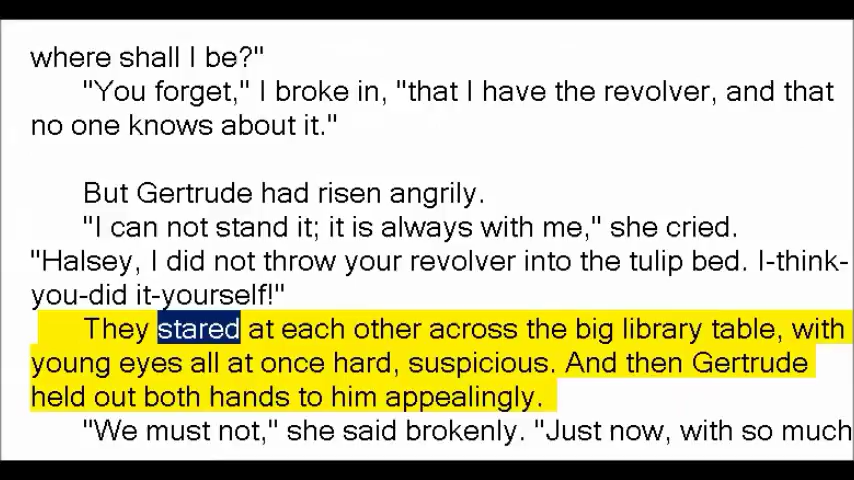 where shall I be?"
"You forget," I broke in, "that I have the revolver, and that
no one knows about it."
But Gertrude had risen angrily.
"I can not stand it; it is always with me," she cried.
"Halsey, I did not throw your revolver into the tulip bed. I-think-
you-did it-yourself!"
They stared at each other across the big library table, with
young eyes all at once hard, suspicious. And then Gertrude
held out both hands to him appealingly.
"We must not," she said brokenly. "Just now, with so much